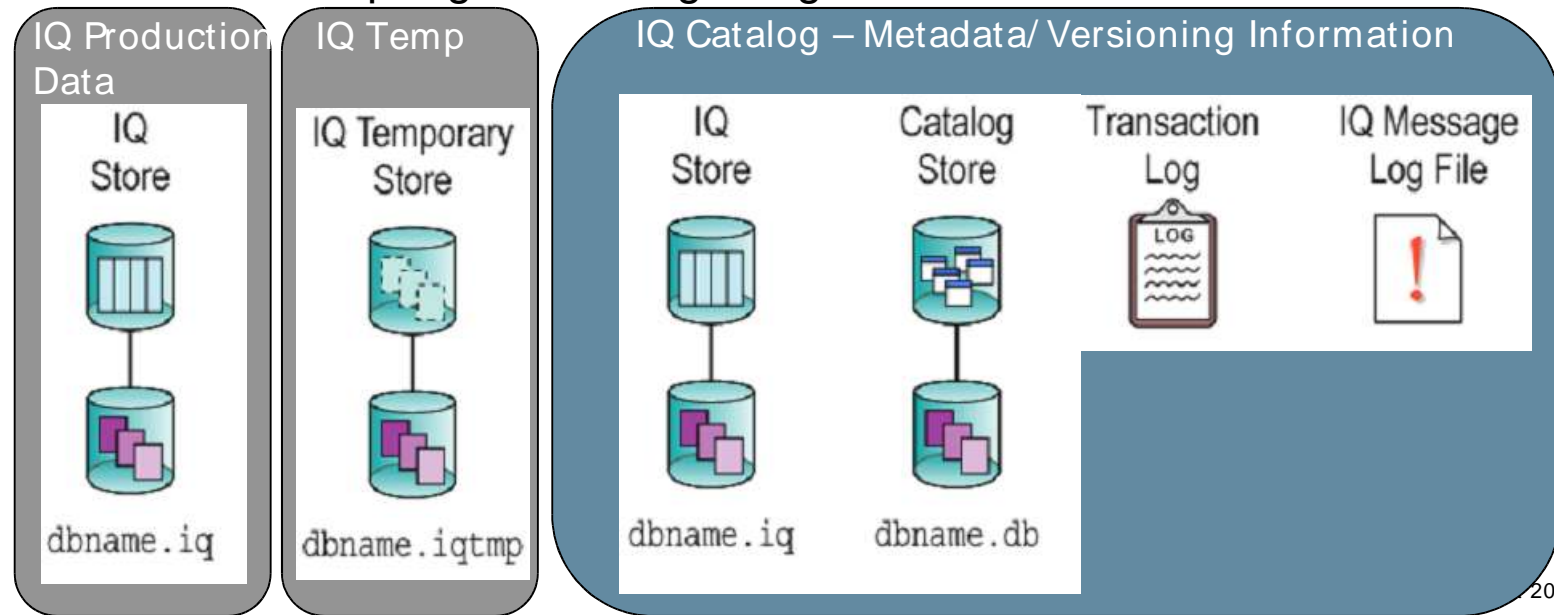 IQ Production
Data
IQ
Store
dbname.iq
IQ Temp
IQ Temporary
Store
dbname.iqtmp
IQ Catalog – Metadata/ Versioning Information
IQ
Store
dbname.iq
Catalog
Store
dbname.db
Transaction
Log
LOG
IQ Message
Log File
!
20